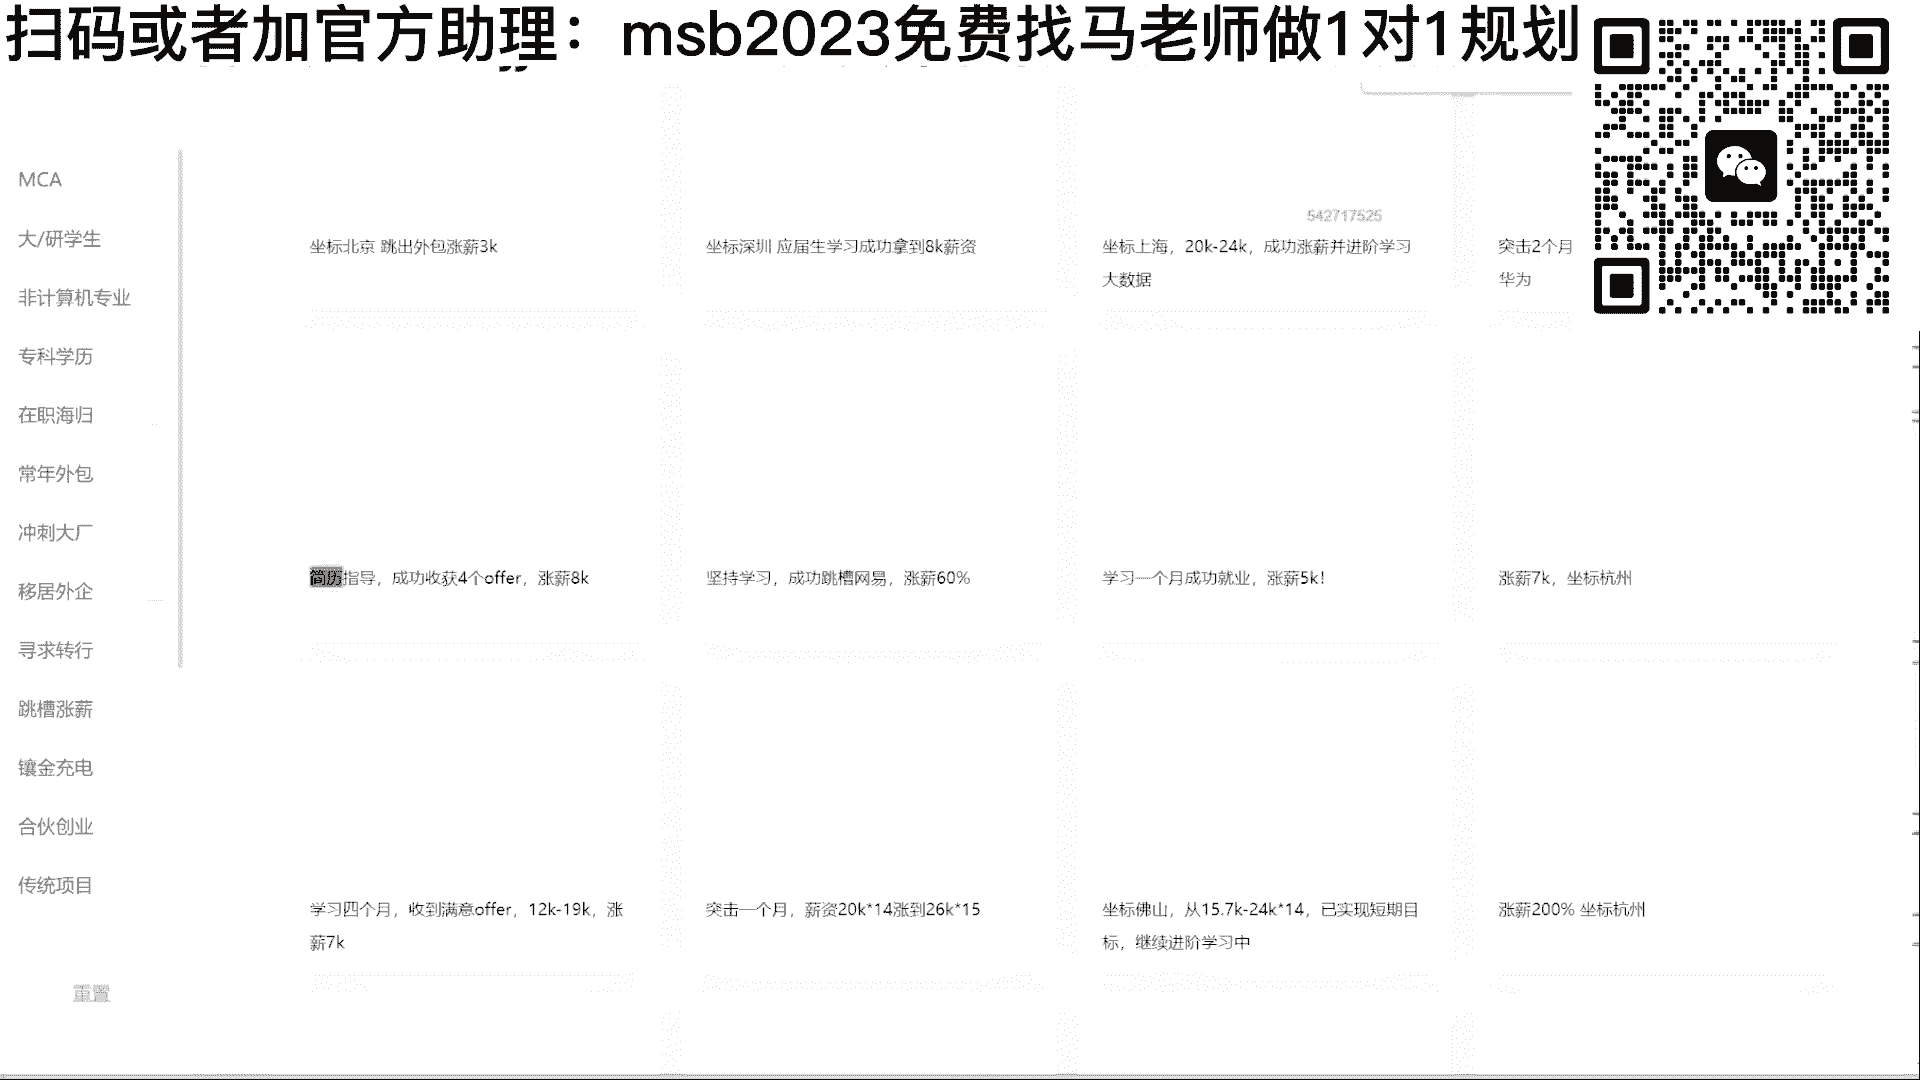 扫码或者加官方助理：msb2023免费找马老师做1对1规划
MCA
大/研学生
非计算机专业
专科学历
在职海归
常年外包
冲刺大厂
移居外企
寻求转行
跳槽涨薪
镶金充电
合伙创业
传统项目
重置
542717525
坐标北京 跳出外包涨薪3k
坐标深圳 应届生学习成功拿到8k薪资
坐标上海，20k-24k，成功涨薪并进阶学习
大数据
突击2个月
华为
简历指导，成功收获4个offer，涨薪8k
坚持学习，成功跳槽网易，涨薪60%
学习一个月成功就业，涨薪5k!
涨薪7k，坐标杭州
学习四个月，收到满意offer，12k-19k，涨
薪7k
突击一个月，薪资20k*14涨到26k*15
坐标佛山，从15.7k-24k*14，已实现短期目
标，继续进阶学习中
涨薪200% 坐标杭州